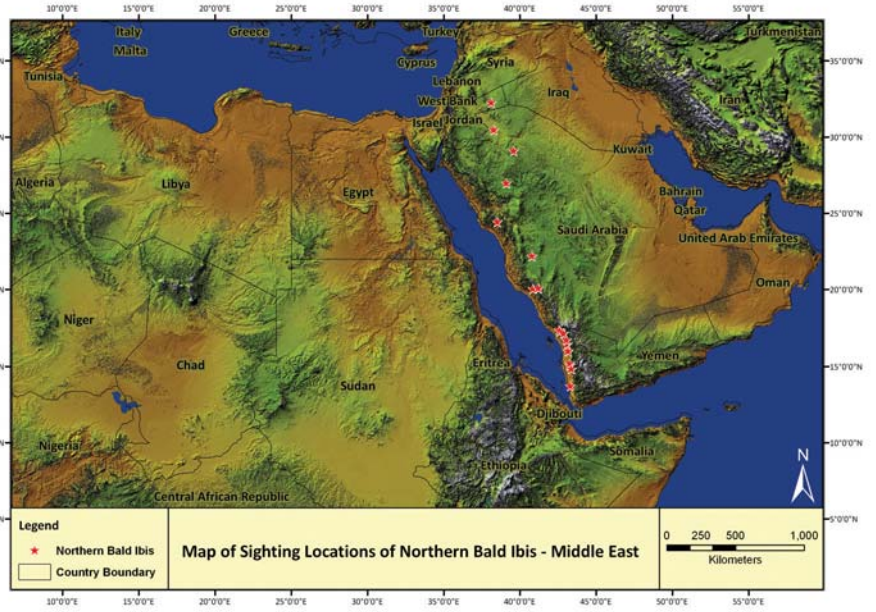 10°0'0"E 15°0'0"E 20°0'0"E 25°0'0"E 30°0'0"E 35°0'0"E 40°0'0"E 45°0'0"E 50°0'0"E 55°0'0"E
Italy Greece Turkey Turkmenistan
Malta
Cyprus Syria
35°0'0"N
Tunisia
Lebanon
Iraq
West Bank
Iran
Israel Jordan
30°0'0"N
Kuwait
Algeria
Libya
Egypt
Bahrain
Qatar
25°0'0"N
Saudi Arabia
United Arab Emirates
Oman
20°0'0"N
Niger
Yemen
Chad
Eritrea
15°0'0"N
Sudan
Djibouti
Nigeria
Somalia
10°0'0"N
N
Ethiopia
Central African Republic
5°0'0"N
Legend
Northern Bald Ibis
Country Boundary
Map of Sighting Locations of Northern Bald Ibis - Middle East
0 250 500 1,000
Kilometers
10°0'0"E 15°0'0"E 20°0'0"E 25°0'0"E 30°0'0"E 35°0'0"E 40°0'0"E 45°0'0"E 50°0'0"E 55°0'0"E